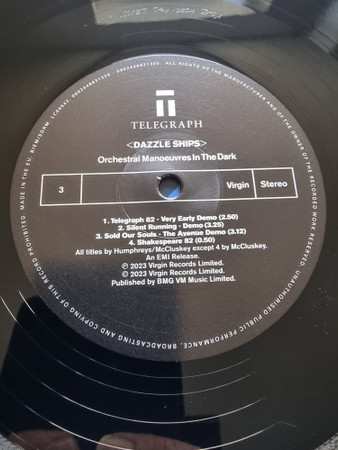 TELEGRAPH
<DAZZLE SHIPS>
Orchestral Manoeuvres In The Dark
3
Virgin
Stereo
1. Telegraph 82 - Very Early Demo (2.50)
2. Silent Running - Demo (3.25)
3. Sold Our Souls - The Avenue Demo (3.12)
4. Shakespeare 82 (0.50)
All titles by Humphreys/McCluskey except 4 by McCluskey.
An EMI Release.
℗ 2023 Virgin Records Limited.
© 2023 Virgin Records Limited.
Published by BMG VM Music Limited.
ALL RIGHTS OF THE MANUFACTURER AND OF THE OWNER OF THE RECORDED WORK RESERVED. UNAUTHORISED PUBLIC PERFORMANCE, BROADCASTING AND COPYING OF THIS RECORD PROHIBITED. MADE IN THE EU.